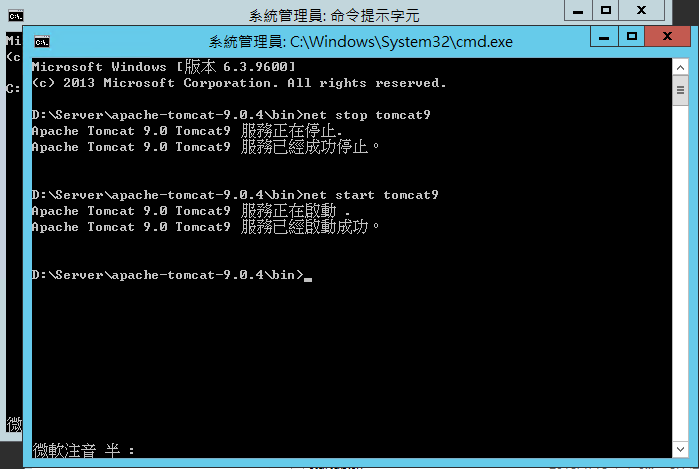 系統管理員: 命令提示字元
系統管理員: C:\Windows\System32\cmd.exe
Mi
(c
C:
Microsoft Windows [版本 6.3.9600]
(c) 2013 Microsoft Corporation. All rights reserved.
D:\Server\apache-tomcat-9.0.4\bin>net stop tomcat9
Apache Tomcat 9.0 Tomcat9 服務正在停止.
Apache Tomcat 9.0 Tomcat9 服務已經成功停止。
D:\Server\apache-tomcat-9.0.4\bin>net start tomcat9
Apache Tomcat 9.0 Tomcat9 服務正在啟動 .
Apache Tomcat 9.0 Tomcat9 服務已經啟動成功。
D:\Server\apache-tomcat-9.0.4\bin>_
微
微軟注音 半 :